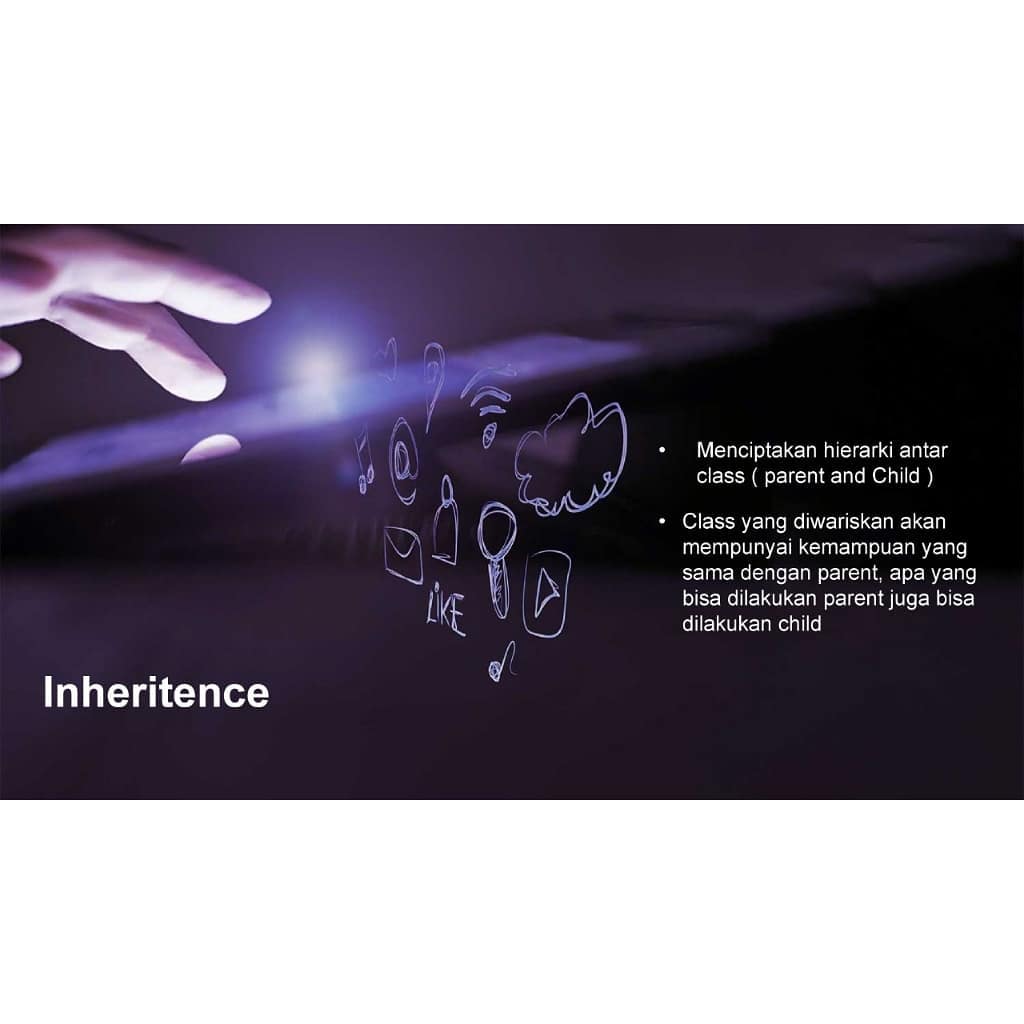 LIKE
• Menciptakan hierarki antar
class ( parent and Child )
• Class yang diwariskan akan
mempunyai kemampuan yang
sama dengan parent, apa yang
bisa dilakukan parent juga bisa
dilakukan child
Inheritence